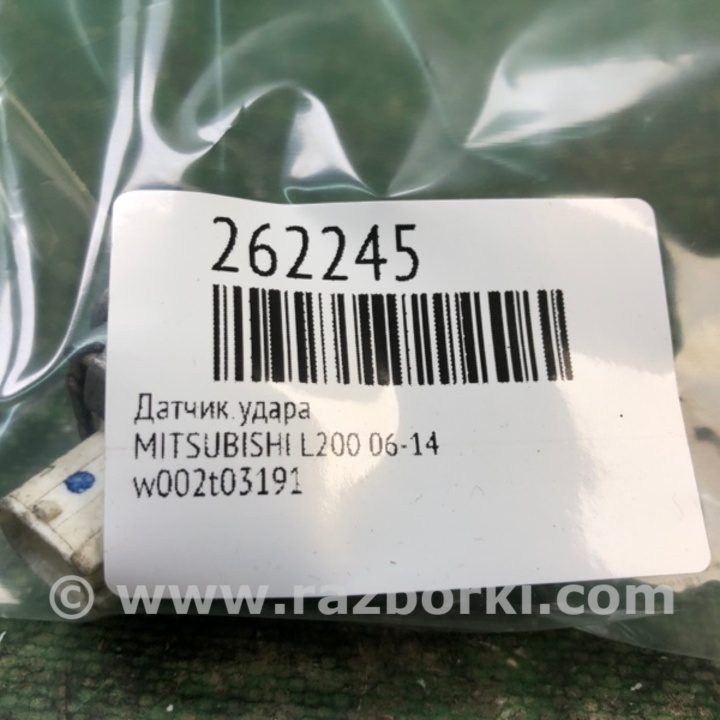 262245
Датчик удара
MITSUBISHI L200 06-14
w002t03191
© www.razborki.com